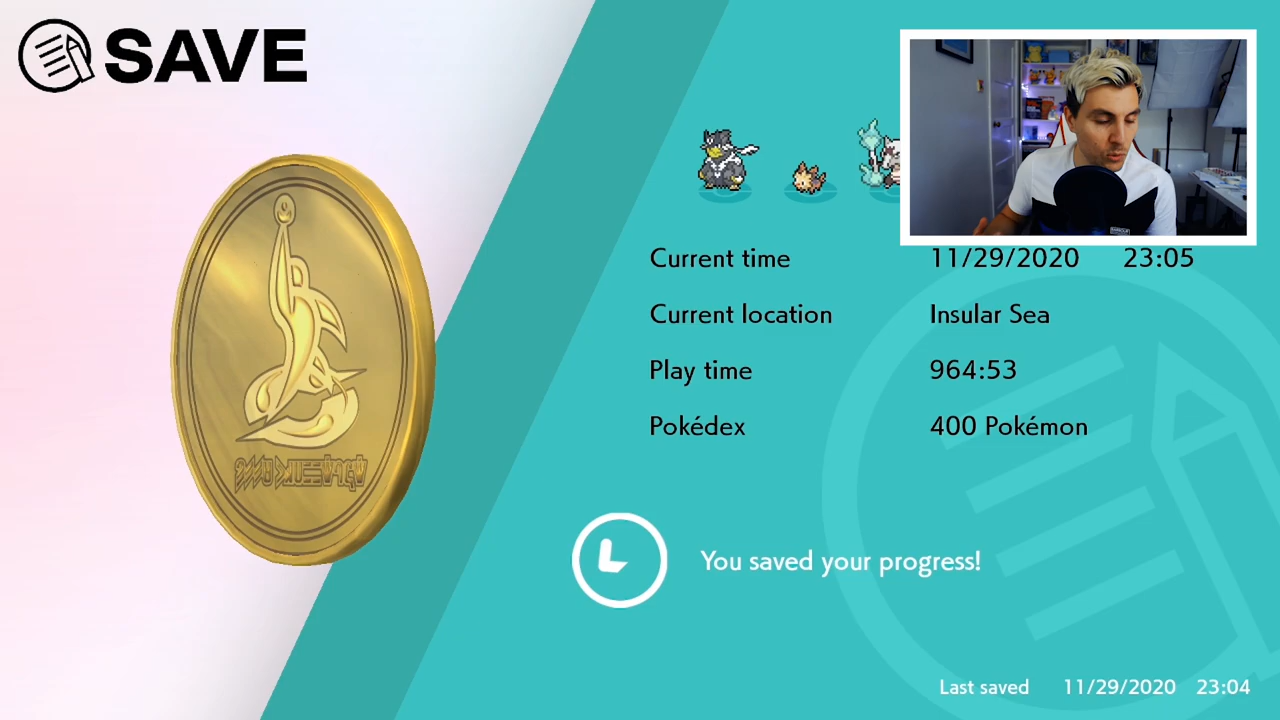 SAVE
Current time 11/29/2020 23:05
Current location Insular Sea
Play time 964:53
Pokédex 400 Pokémon
You saved your progress!
Last saved 11/29/2020 23:04